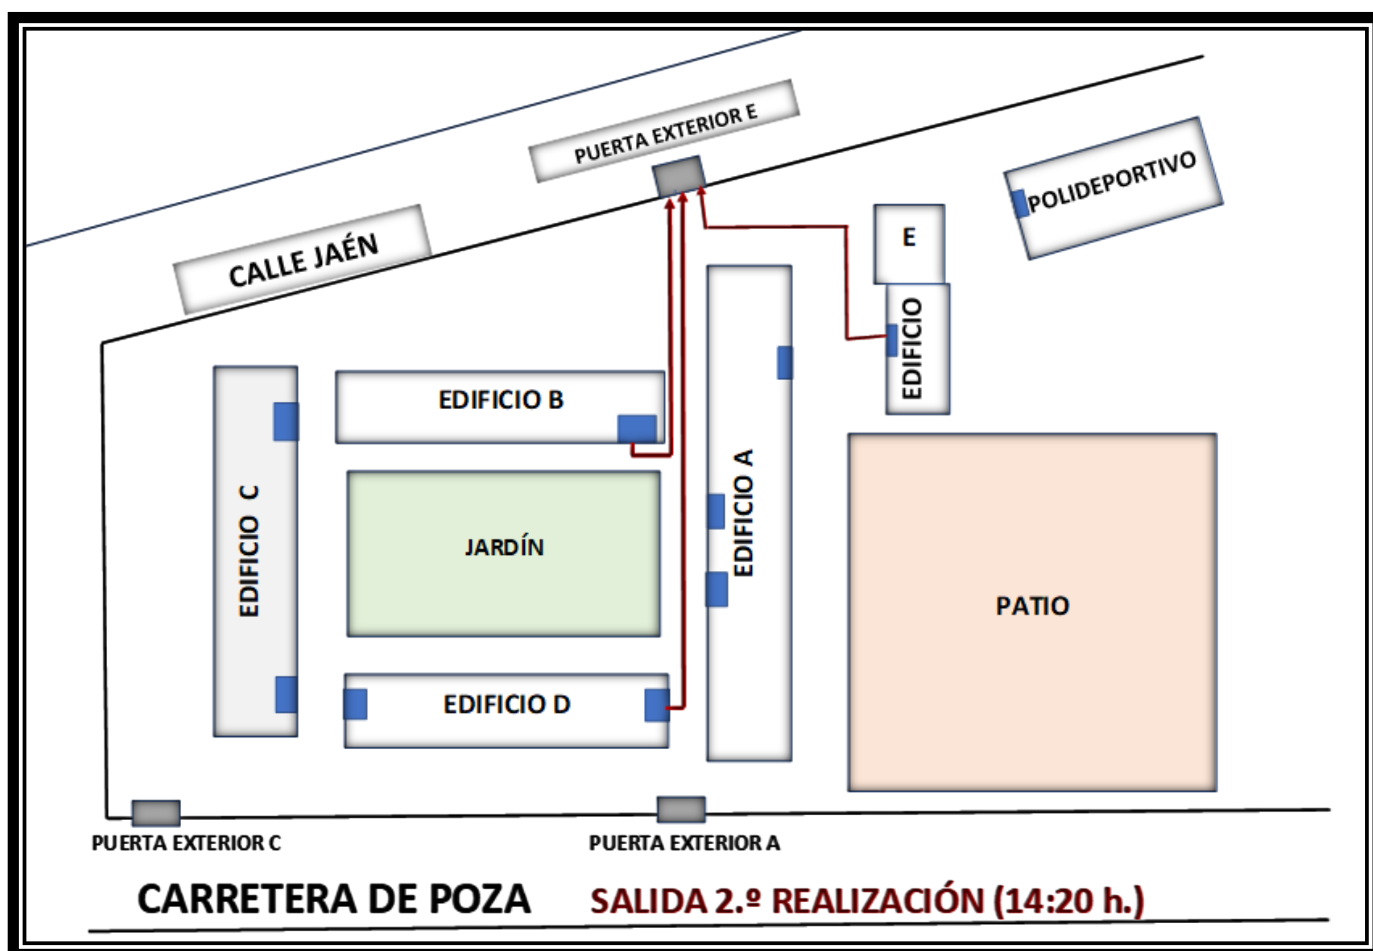 PUERTA EXTERIOR E
POLIDEPORTIVO
CALLE JAÉN
E
EDIFICIO
EDIFICIO B
EDIFICIO C
EDIFICIO A
JARDÍN
PATIO
EDIFICIO D
PUERTA EXTERIOR C
PUERTA EXTERIOR A
CARRETERA DE POZA
SALIDA 2.º REALIZACIÓN (14:20 h.)